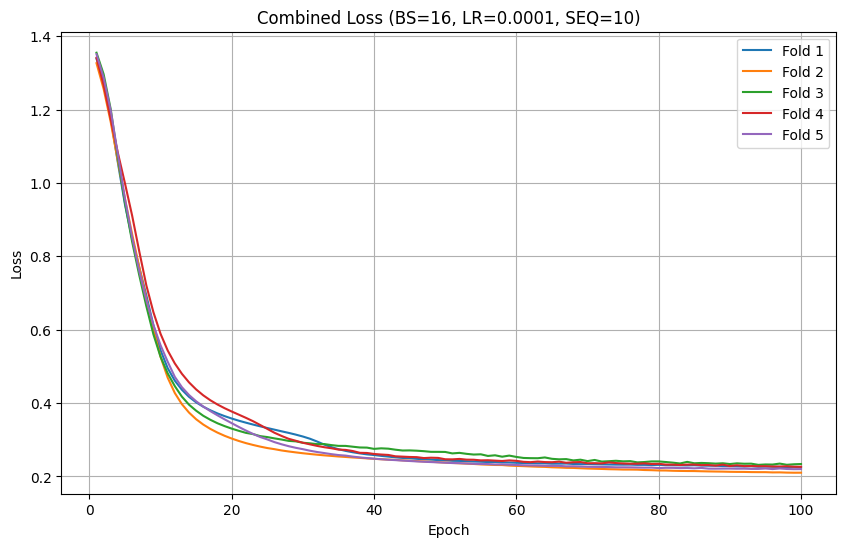 Combined Loss (BS=16, LR=0.0001, SEQ=10)
Fold 1
Fold 2
Fold 3
Fold 4
Fold 5
Loss
1.4
1.2
1.0
0.8
0.6
0.4
0.2
0 20 40 60 80 100
Epoch